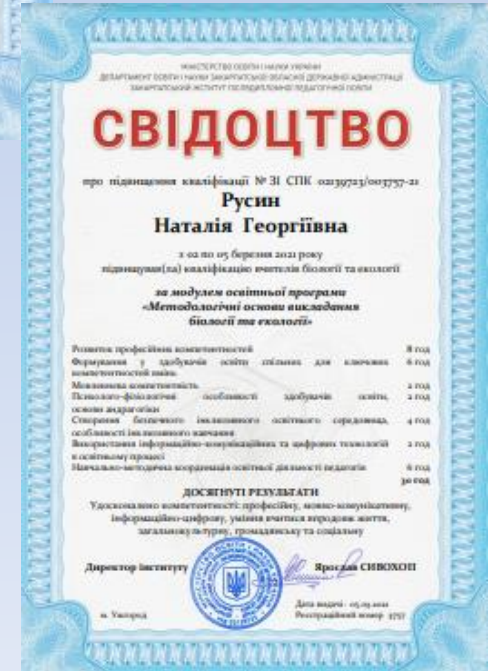 МІНІСТЕРСТВО ОСВІТИ І НАУКИ УКРАЇНИ
ДЕПАРТАМЕНТ ОСВІТИ І НАУКИ ЗАКАРПАТСЬКОЇ ОБЛАСНОЇ ДЕРЖАВНОЇ АДМІНІСТРАЦІЇ
ЗАКАРПАТСЬКИЙ ІНСТИТУТ ПІСЛЯДИПЛОМНОЇ ПЕДАГОГІЧНОЇ ОСВІТИ
СВІДОЦТВО
про підвищення кваліфікації № ЗІ СПК 02139723/003757-21
Русин
Наталія Георгіївна
з 02 по 05 березня 2021 року
підвищував(ла) кваліфікацію вчителів біології та екології
за модулем освітньої програми
«Методологічні основи викладання
біології та екології»
Розвиток професійних компетентностей 8 год
Формування у здобувачів освіти спільних для ключових 6 год
компетентностей вмінь
Мовленнєва компетентність 2 год
Психолого-фізіологічні особливості здобувачів освіти, 2 год
основи андрагогіки
Створення безпечного інклюзивного освітнього середовища, 4 год
особливості інклюзивного навчання
Використання інформаційно-комунікаційних та цифрових технологій 2 год
в освітньому процесі
Навчально-методична координація освітньої діяльності педагогів 6 год
30 год
ДОСЯГНУТІ РЕЗУЛЬТАТИ
Удосконалено компетентності: професійну, мовно-комунікативну,
інформаційно-цифрову, уміння вчитися впродовж життя,
загальнокультурну, громадянську та соціальну
Директор інституту Ярослав СИВОХОП
м. Ужгород
Дата видачі : 05.03.2021
Реєстраційний номер 3757